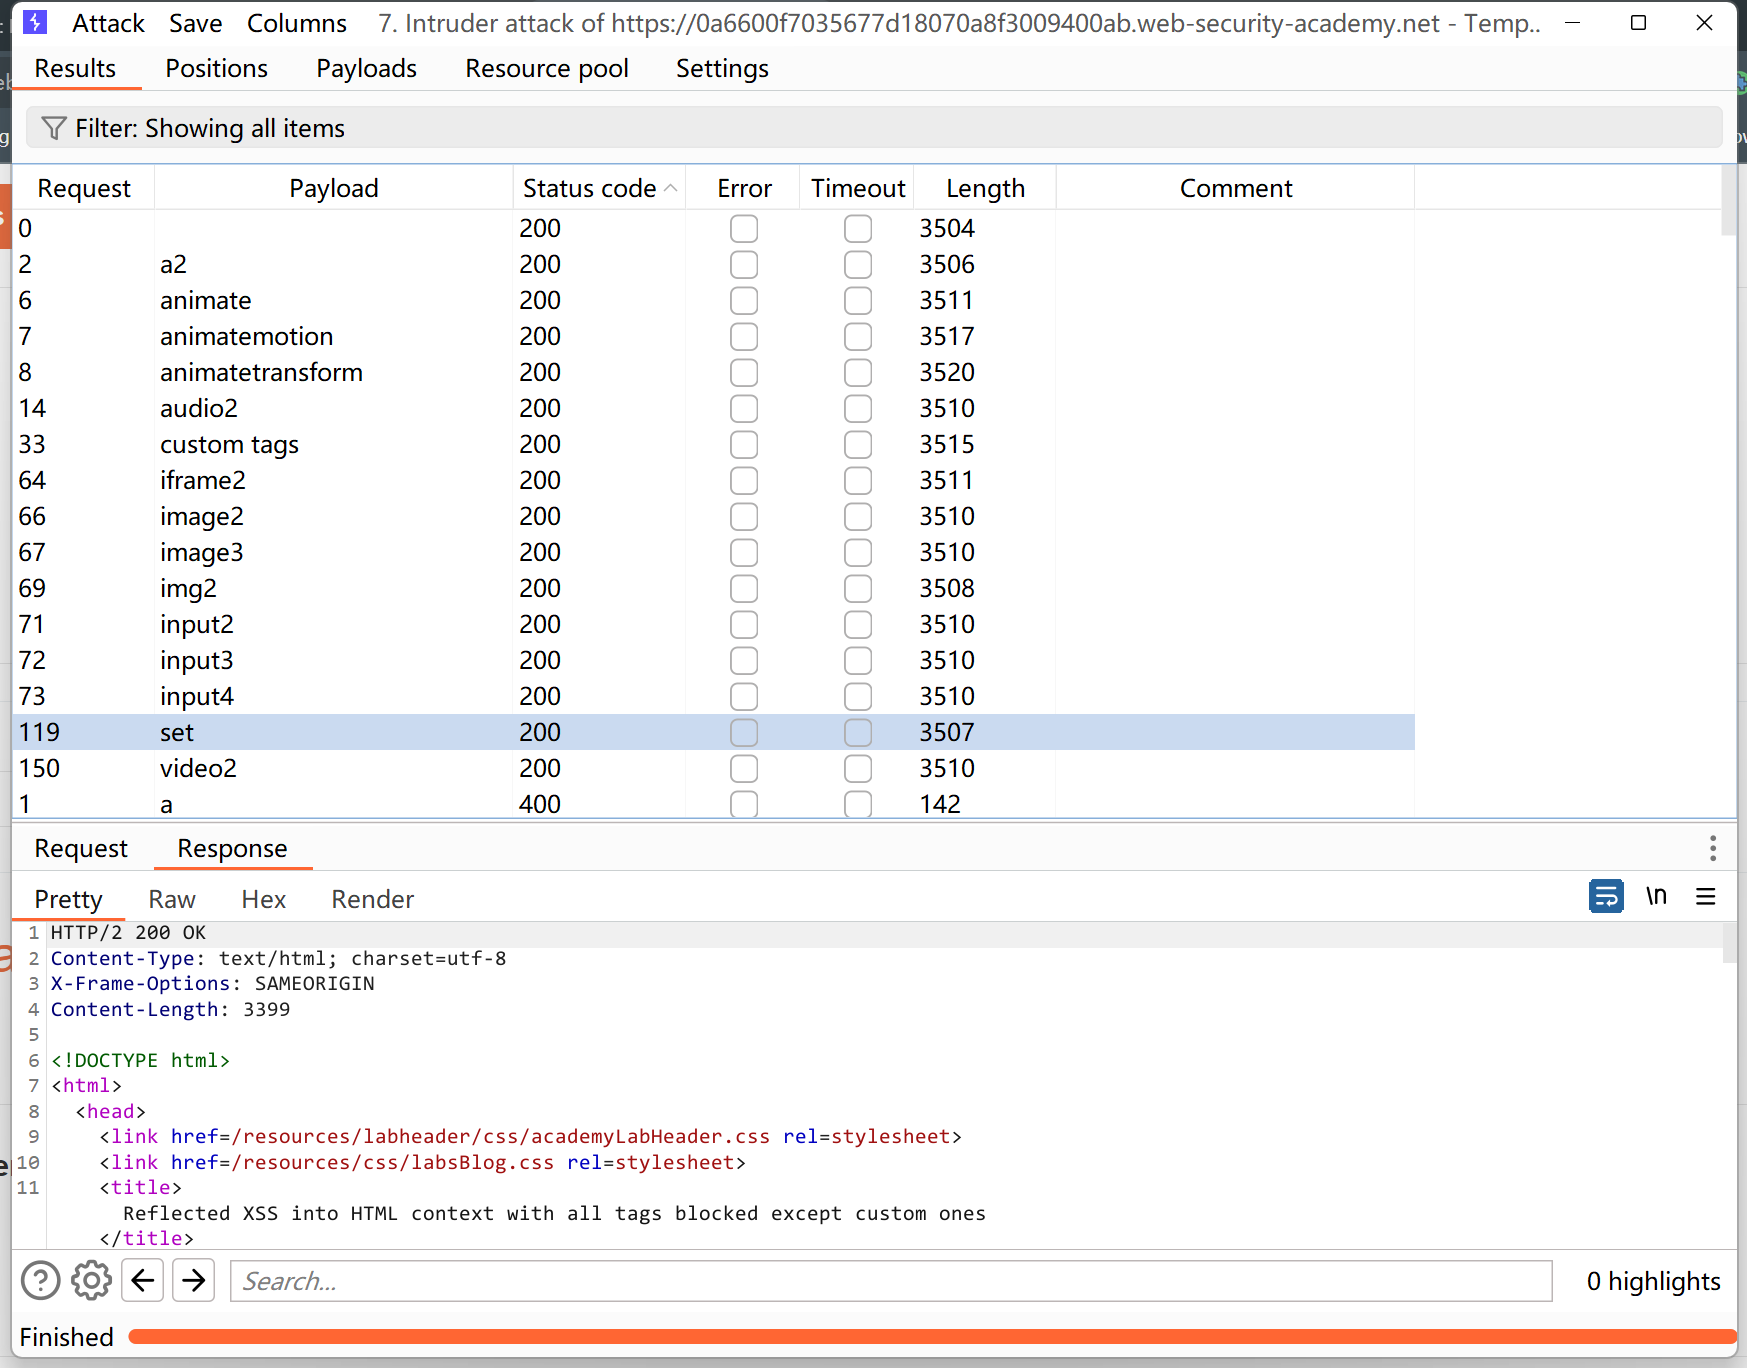 Attack Save Columns 7. Intruder attack of https://0a6600f7035677d18070a8f3009400ab.web-security-academy.net - Temp..
Results Positions Payloads Resource pool Settings
Filter: Showing all items
Request Payload Status code Error Timeout Length Comment
0 200 3504
2 a2 200 3506
6 animate 200 3511
7 animatemotion 200 3517
8 animatetransform 200 3520
14 audio2 200 3510
33 custom tags 200 3515
64 iframe2 200 3511
66 image2 200 3510
67 image3 200 3510
69 img2 200 3508
71 input2 200 3510
72 input3 200 3510
73 input4 200 3510
119 set 200 3507
150 video2 200 3510
1 a 400 142
Request Response
Pretty Raw Hex Render \n
1 HTTP/2 200 OK
2 Content-Type: text/html; charset=utf-8
3 X-Frame-Options: SAMEORIGIN
4 Content-Length: 3399
5
6 <!DOCTYPE html>
7 <html>
8 <head>
9 <link href=/resources/labheader/css/academyLabHeader.css rel=stylesheet>
10 <link href=/resources/css/labsBlog.css rel=stylesheet>
11 <title>
Reflected XSS into HTML context with all tags blocked except custom ones
</title>
Search...
0 highlights
Finished